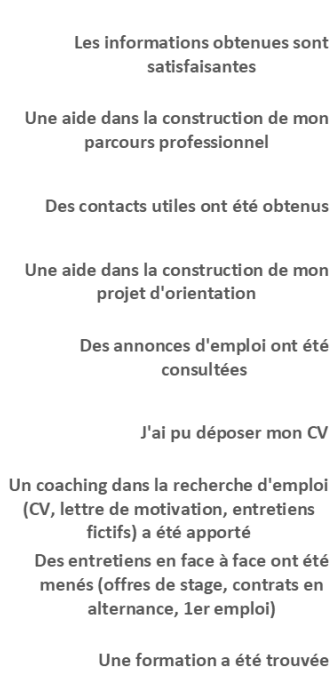 Les informations obtenues sont
satisfaisantes
Une aide dans la construction de mon
parcours professionnel
Des contacts utiles ont été obtenus
Une aide dans la construction de mon
projet d'orientation
Des annonces d'emploi ont été
consultées
J'ai pu déposer mon CV
Un coaching dans la recherche d'emploi
(CV, lettre de motivation, entretiens
fictifs) a été apporté
Des entretiens en face à face ont été
menés (offres de stage, contrats en
alternance, 1er emploi)
Une formation a été trouvée